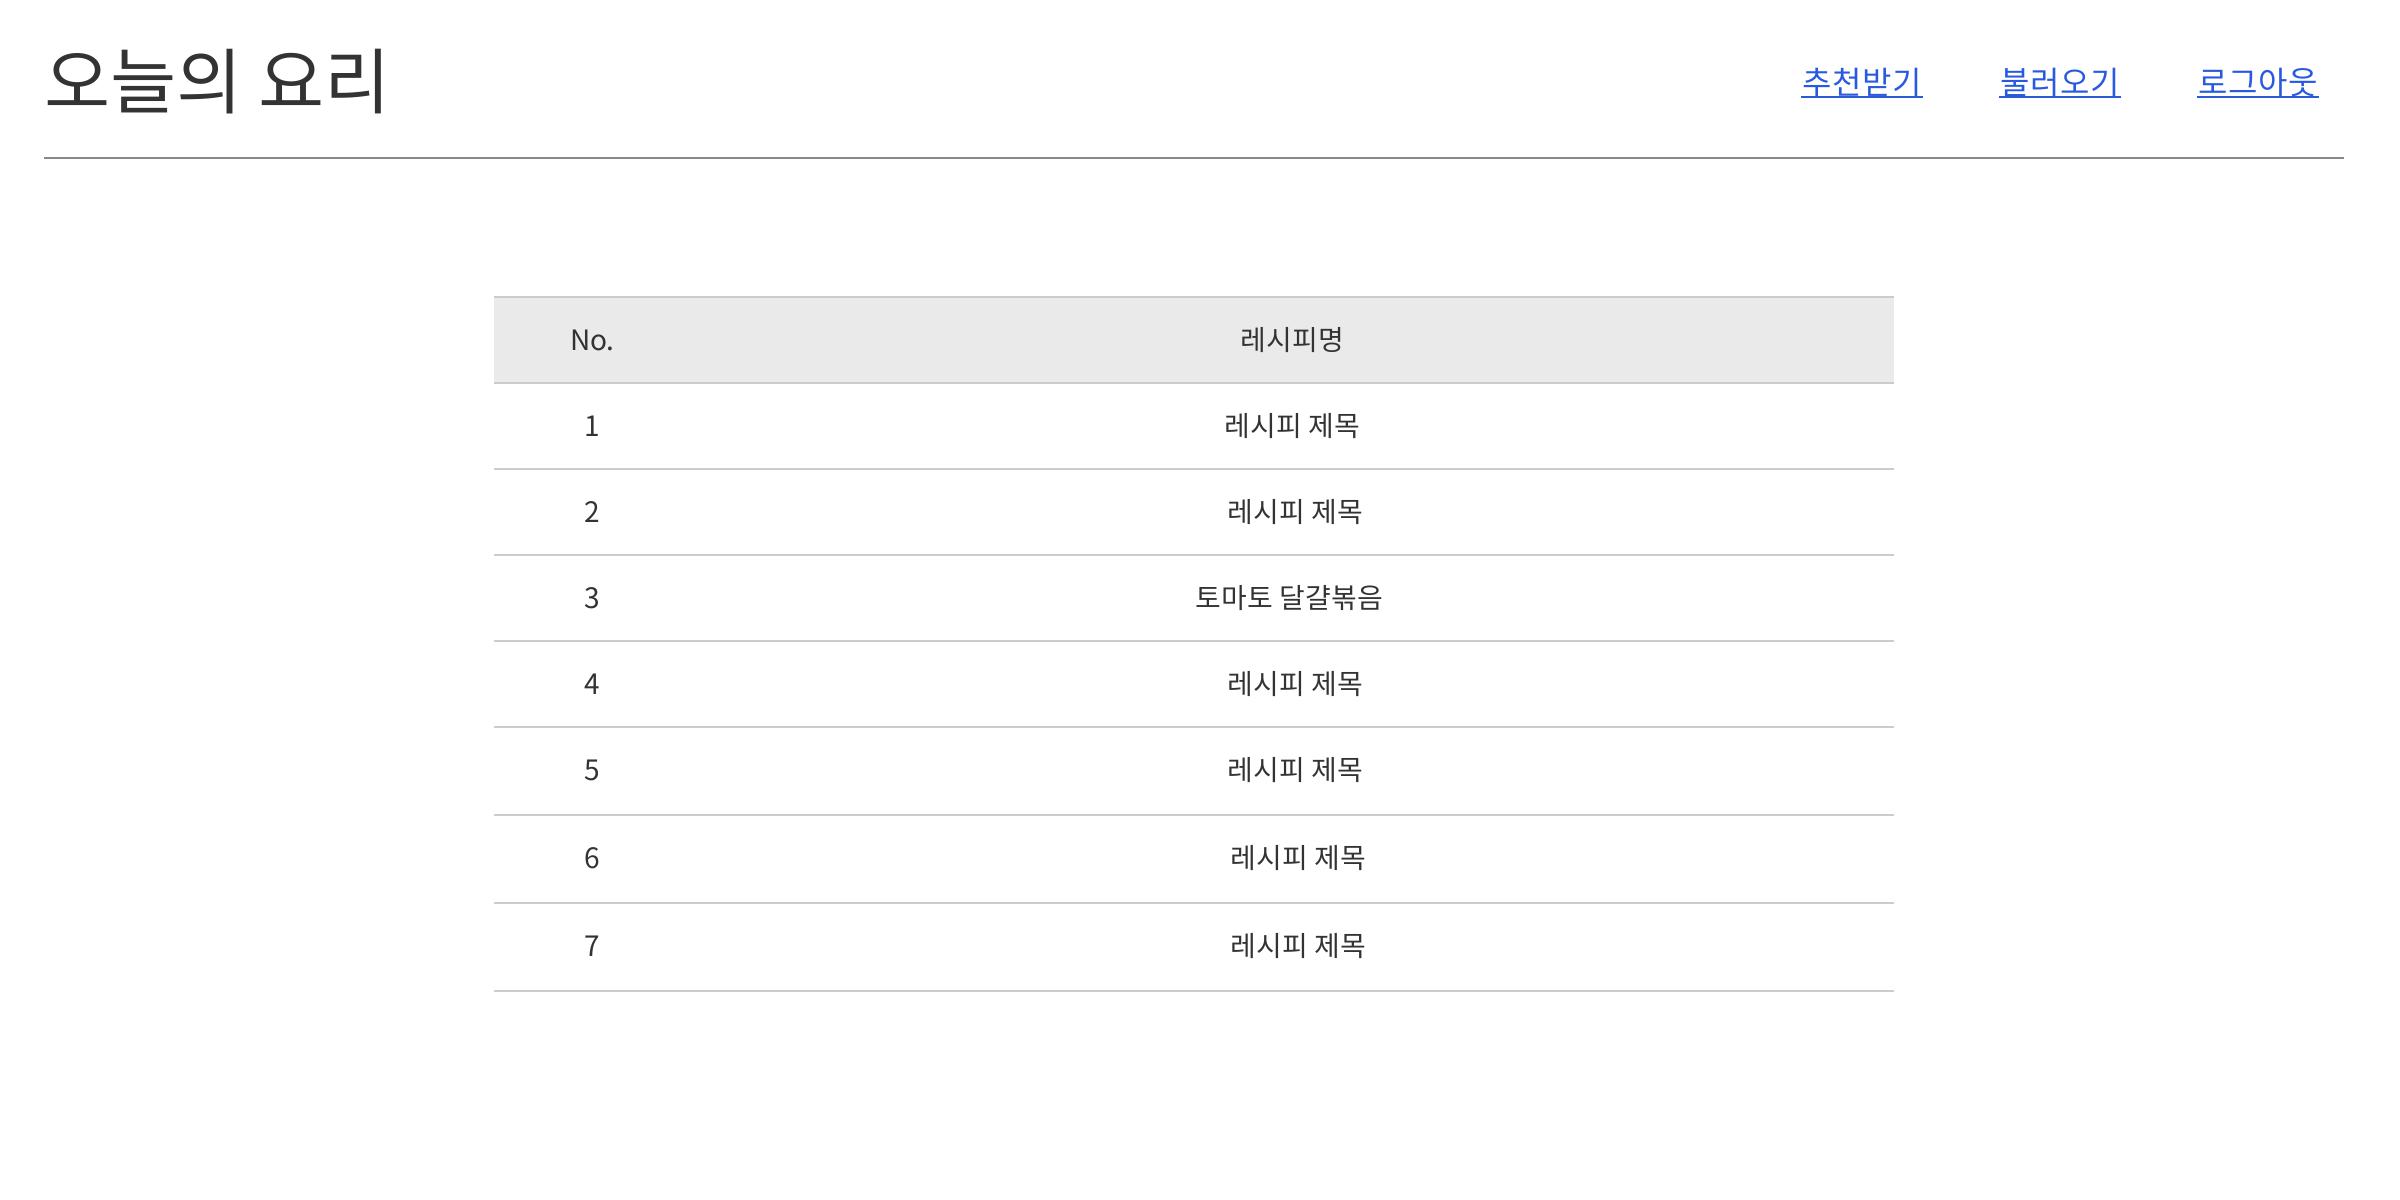 오늘의 요리
추천받기 불러오기 로그아웃
No. 레시피명
1 레시피 제목
2 레시피 제목
3 토마토 달걀볶음
4 레시피 제목
5 레시피 제목
6 레시피 제목
7 레시피 제목